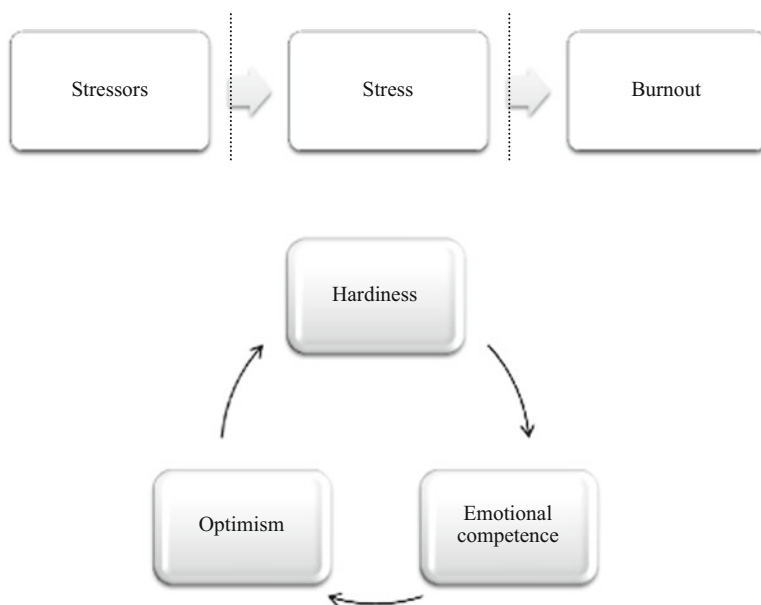 Stressors
Stress
Burnout
Hardiness
Optimism
Emotional
competence